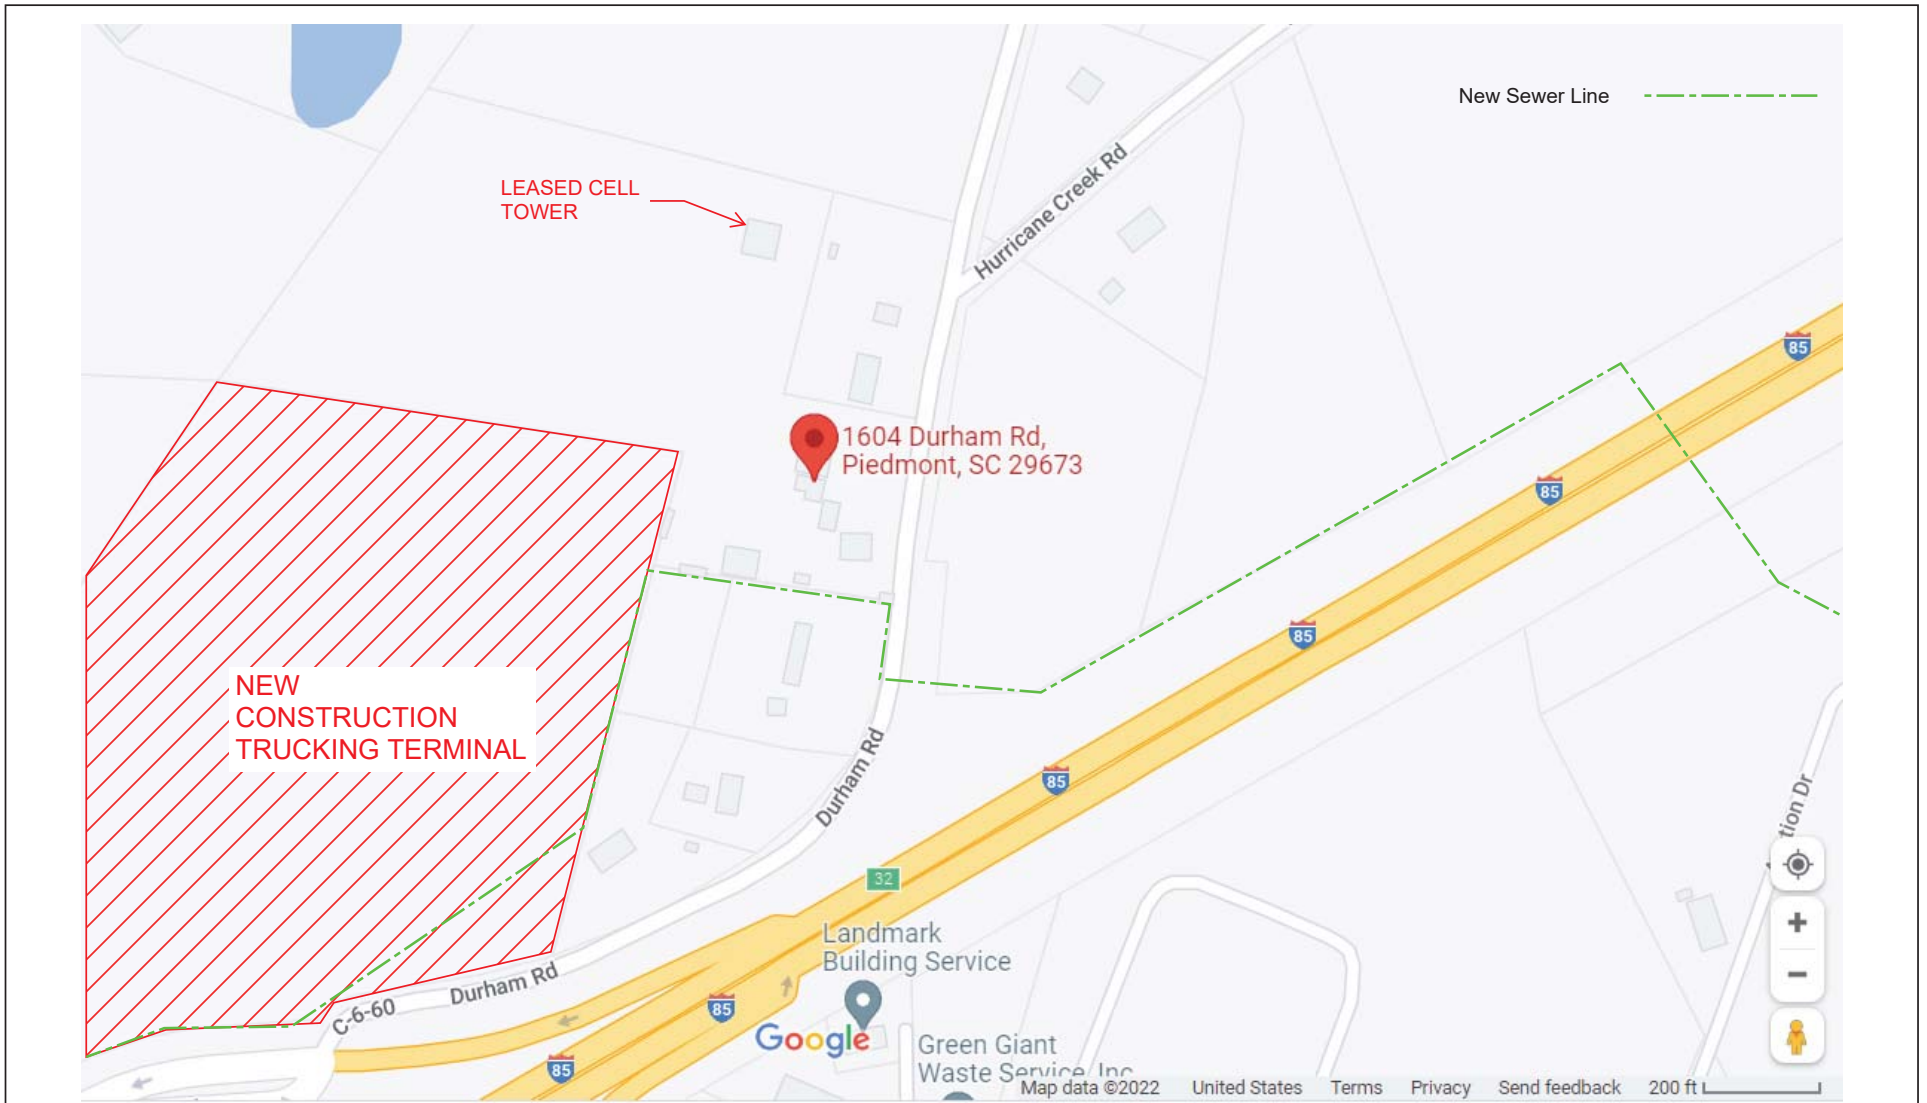 New Sewer Line
LEASED CELL
TOWER
Hurricane Creek Rd
85
1604 Durham Rd,
Piedmont, SC 29673
85
85
NEW
CONSTRUCTION
TRUCKING TERMINAL
Durham Rd
85
tion Dr
32
Landmark
Building Service
Durham Rd
C-6-60
85
Google
Green Giant
Waste Service, Inc
85
Map data ©2022 United States Terms Privacy Send feedback 200 ft